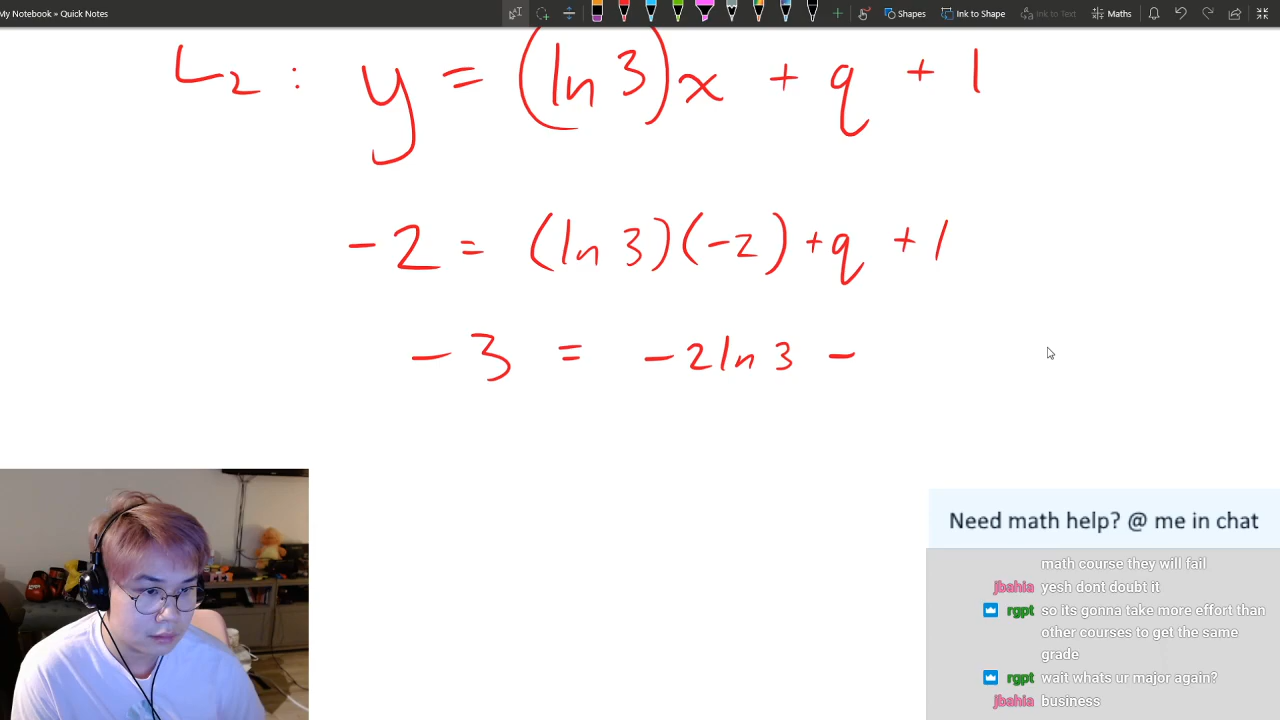 My Notebook » Quick Notes
Shapes
Ink to Shape
Ink to Text
Maths
L₂ : y = (ln 3)x + q + 1
-2 = (ln 3)(-2) + q + 1
-3 = -2 ln 3 -
Need math help? @ me in chat
math course they will fail
jbahia yesh dont doubt it
rgpt so its gonna take more effort than
other courses to get the same
grade
rgpt wait whats ur major again?
jbahia business